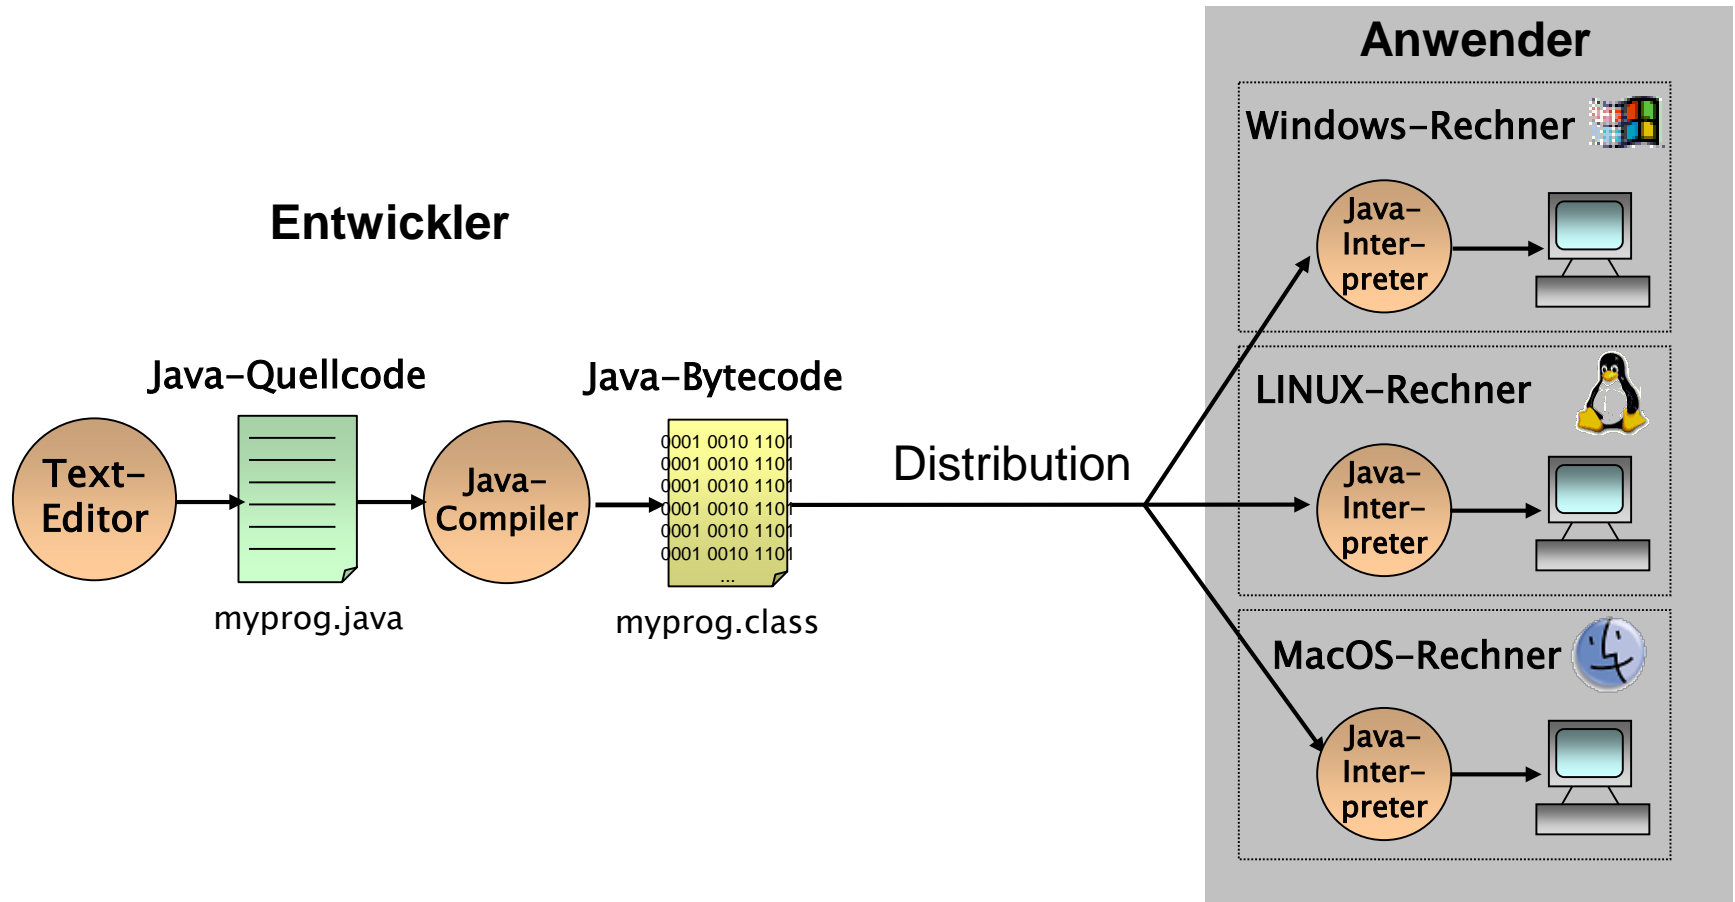 Anwender
Windows-Rechner
Java-
Inter-
preter
Entwickler
Java-Quellcode
Java-Bytecode
LINUX-Rechner
Text-
Editor
Java-
Compiler
0001 0010 1101
0001 0010 1101
0001 0010 1101
0001 0010 1101
0001 0010 1101
0001 0010 1101
...
Distribution
Java-
Inter-
preter
myprog.java
myprog.class
MacOS-Rechner
Java-
Inter-
preter